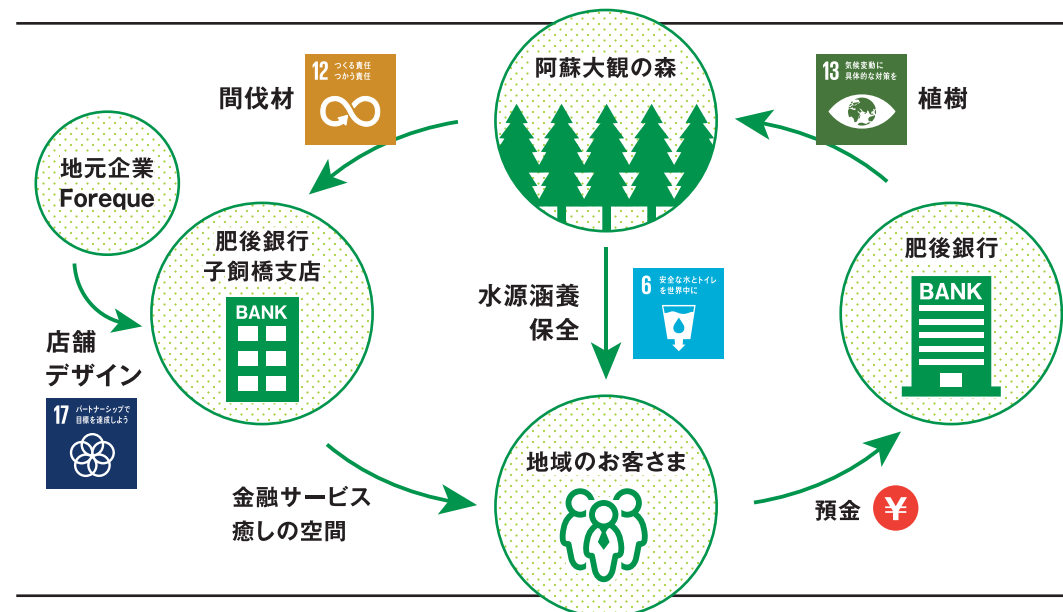 阿蘇大観の森
12 つくる責任
つかう責任
間伐材
13 気候変動に
具体的な対策を
植樹
地元企業
Foreque
肥後銀行
子飼橋支店
BANK
肥後銀行
BANK
水源涵養
保全
6 安全な水とトイレ
を世界中に
店舗
デザイン
17 パートナーシップで
目標を達成しよう
金融サービス
癒しの空間
地域のお客さま
預金 ¥